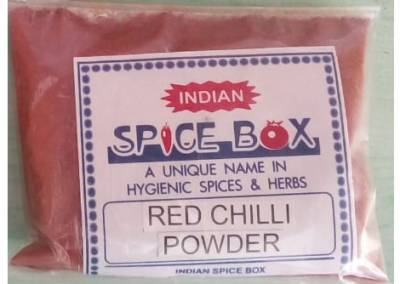 INDIAN
SPICE BOX
A UNIQUE NAME IN
HYGIENIC SPICES & HERBS
RED CHILLI
POWDER
INDIAN SPICE BOX